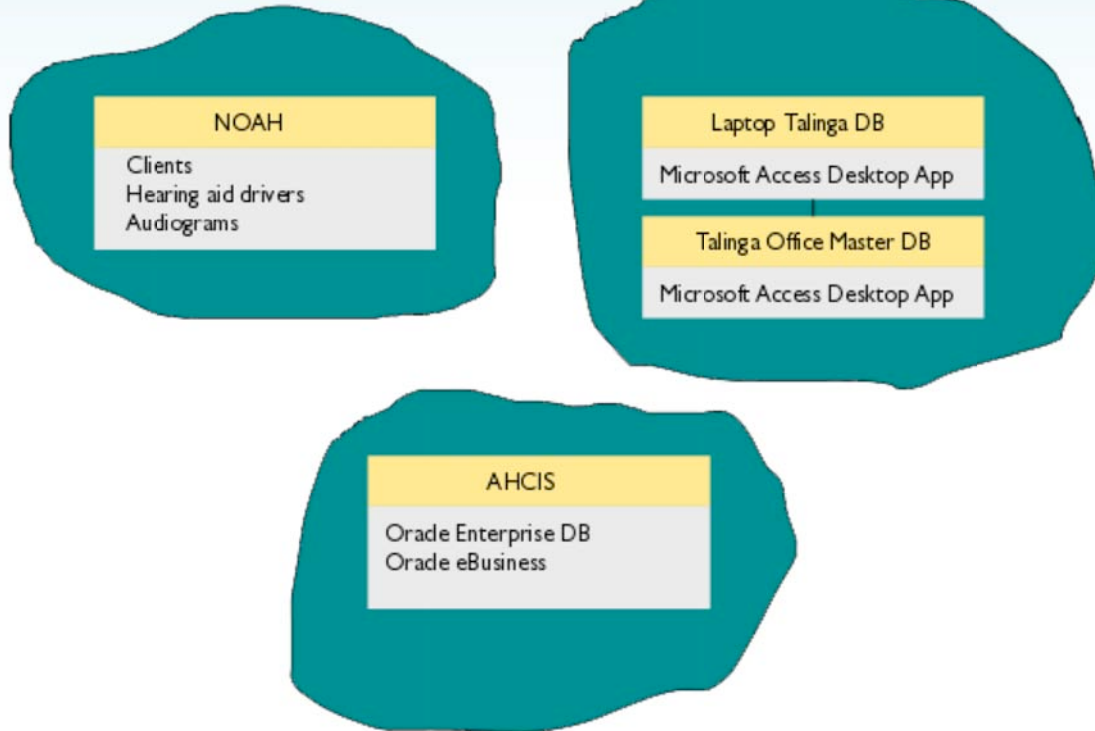 NOAH
Clients
Hearing aid drivers
Audiograms
Laptop Talinga DB
Microsoft Access Desktop App
Talinga Office Master DB
Microsoft Access Desktop App
AHCIS
Oracle Enterprise DB
Oracle eBusiness